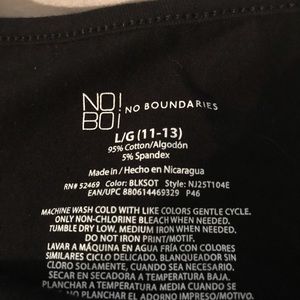 NO!
BO!
NO BOUNDARIES
L/G (11-13)
95% Cotton/Algodón
5% Spandex
Made in / Hecho en Nicaragua
RN# 52469 Color: BLKSOT Style: NJ25T104E
EAN/UPC 880614469329 P46
MACHINE WASH COLD WITH LIKE COLORS GENTLE CYCLE.
ONLY NON-CHLORINE BLEACH WHEN NEEDED.
TUMBLE DRY LOW, MEDIUM IRON WHEN NEEDED.
DO NOT IRON PRINT/MOTIF.
LAVAR A MÁQUINA EN AGUA FRÍA CON COLORES
SIMILARES CICLO DELICADO. BLANQUEADOR SIN
CLORO SOLAMENTE, CUANDO SEA NECESARIO.
SECAR EN SECADORA A TEMPERATURA BAJA.
PLANCHAR A TEMPERATURA MEDIA CUANDO SEA
NO PLANCHAR EL ADORNO IMPRESO/MOTIVO.